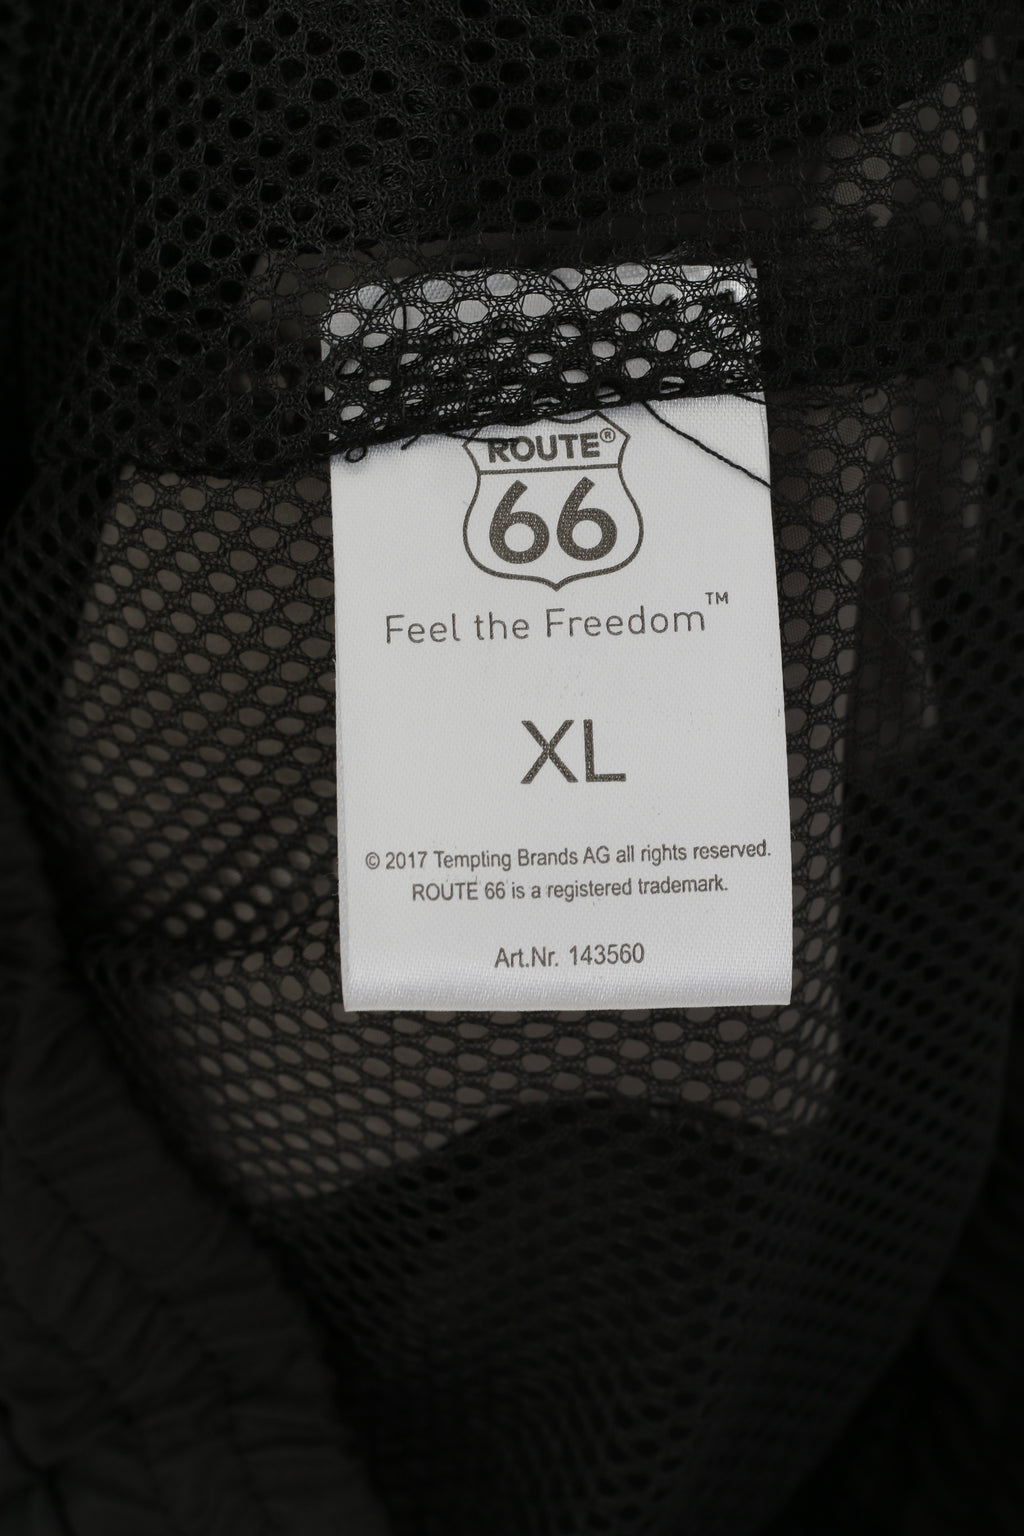 ROUTE®
66
Feel the Freedom™
XL
© 2017 Tempting Brands AG all rights reserved.
ROUTE 66 is a registered trademark.
Art.Nr. 143560